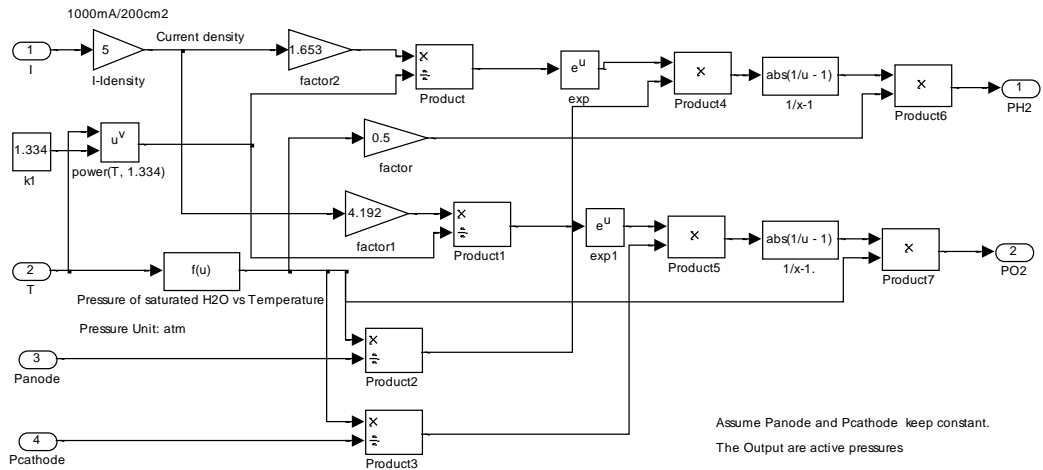 1000mA/200cm2
1
I
5
I-Identity
Current density
1.653
factor2
×
÷
Product
e^u
exp
×
Product4
abs(1/u - 1)
1/x-1
×
Product6
1
PH2
1.334
k1
u^v
power(T, 1.334)
0.5
factor
4.192
factor1
×
÷
Product1
e^u
exp1
×
Product5
abs(1/u - 1)
1/x-1.
×
Product7
2
PO2
2
T
f(u)
Pressure of saturated H2O vs Temperature
Pressure Unit: atm
3
Panode
×
÷
Product2
4
Pcathode
×
÷
Product3
Assume Panode and Pcathode keep constant.
The Output are active pressures